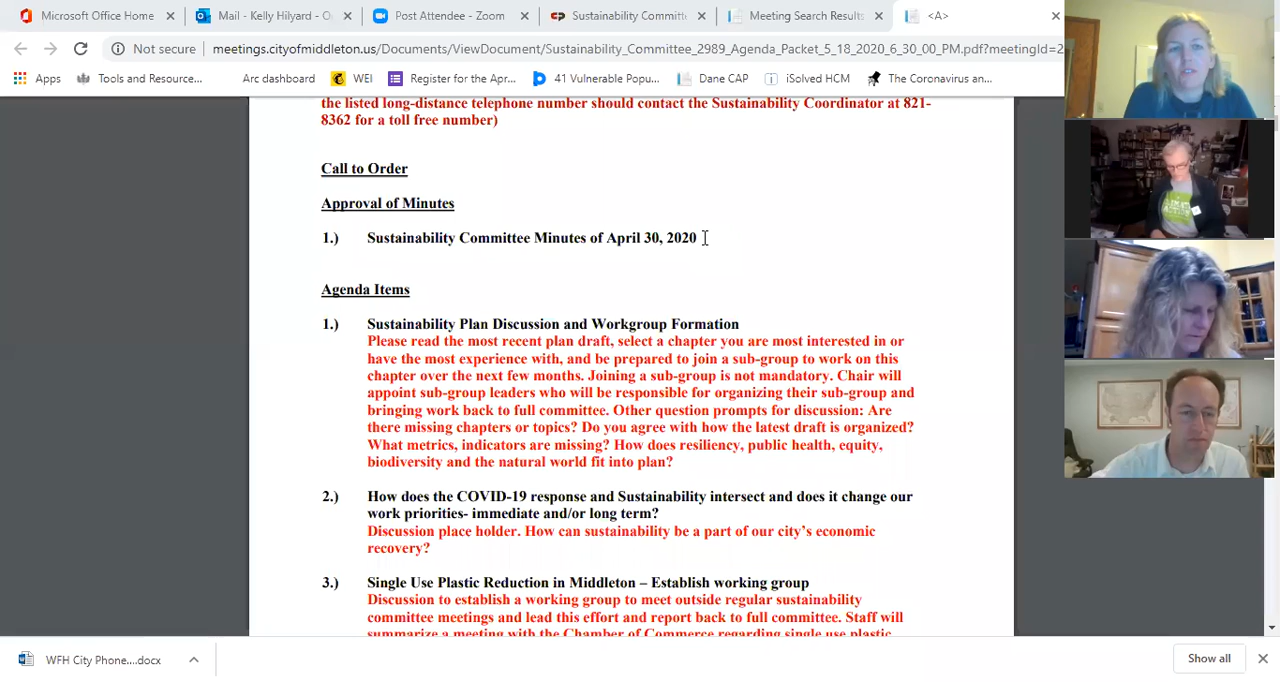 Microsoft Office Home
Mail - Kelly Hilyard - O
Post Attendee - Zoom
Sustainability Committ
Meeting Search Results
<A>
Not secure
meetings.cityofmiddleton.us/Documents/ViewDocument/Sustainability_Committee_2989_Agenda_Packet_5_18_2020_6_30_00_PM.pdf?meetingId=2
Apps
Tools and Resource...
Arc dashboard
WEI
Register for the Apr...
41 Vulnerable Popu...
Dane CAP
iSolved HCM
The Coronavirus an...
the listed long-distance telephone number should contact the Sustainability Coordinator at 821-
8362 for a toll free number)
Call to Order
Approval of Minutes
1.) Sustainability Committee Minutes of April 30, 2020
Agenda Items
1.) Sustainability Plan Discussion and Workgroup Formation
Please read the most recent plan draft, select a chapter you are most interested in or
have the most experience with, and be prepared to join a sub-group to work on this
chapter over the next few months. Joining a sub-group is not mandatory. Chair will
appoint sub-group leaders who will be responsible for organizing their sub-group and
bringing work back to full committee. Other question prompts for discussion: Are
there missing chapters or topics? Do you agree with how the latest draft is organized?
What metrics, indicators are missing? How does resiliency, public health, equity,
biodiversity and the natural world fit into plan?
2.) How does the COVID-19 response and Sustainability intersect and does it change our
work priorities- immediate and/or long term?
Discussion place holder. How can sustainability be a part of our city's economic
recovery?
3.) Single Use Plastic Reduction in Middleton – Establish working group
Discussion to establish a working group to meet outside regular sustainability
committee meetings and lead this effort and report back to full committee. Staff will
summarize a meeting with the Chamber of Commerce regarding single use plastic
WFH City Phone....docx
Show all